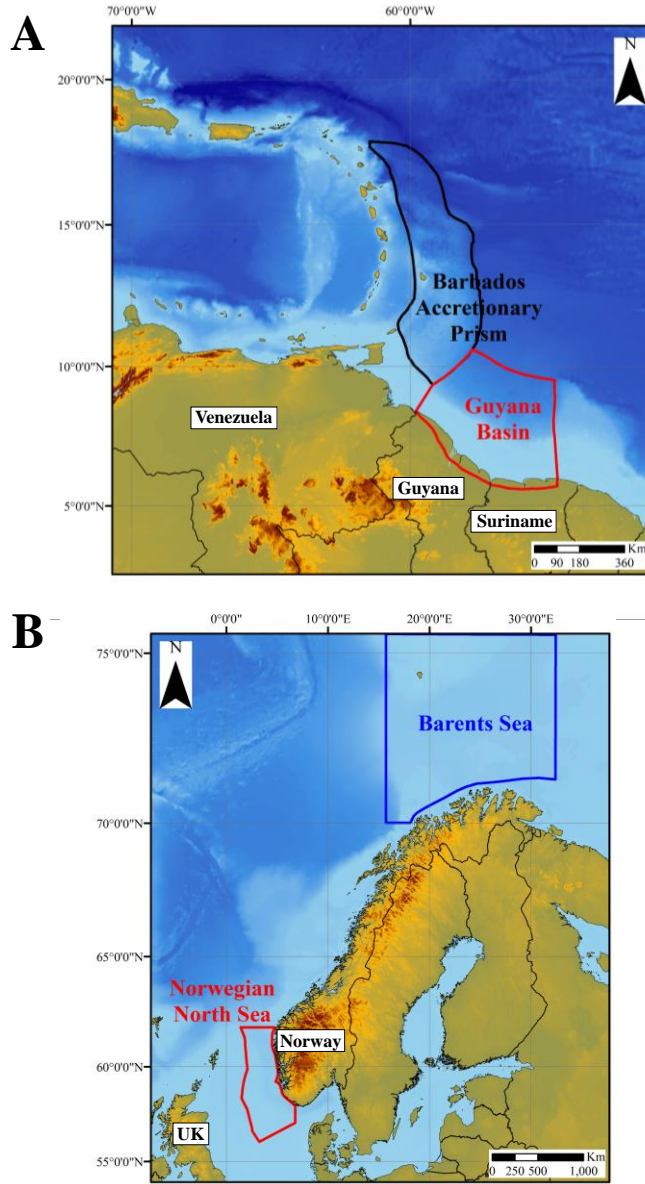 A
70°0'0"N
60°0'0"N
N
20°0'0"N
15°0'0"N
Barbados
Accretionary
Prism
10°0'0"N
Guyana
Basin
Venezuela
Guyana
5°0'0"N
Suriname
Km
0 90 180 360
B
0°0'0"E
10°0'0"E
20°0'0"E
30°0'0"E
75°0'0"N
N
Barents Sea
70°0'0"N
65°0'0"N
Norwegian
North Sea
Norway
60°0'0"N
UK
Km
0 250 500 1,000
55°0'0"N